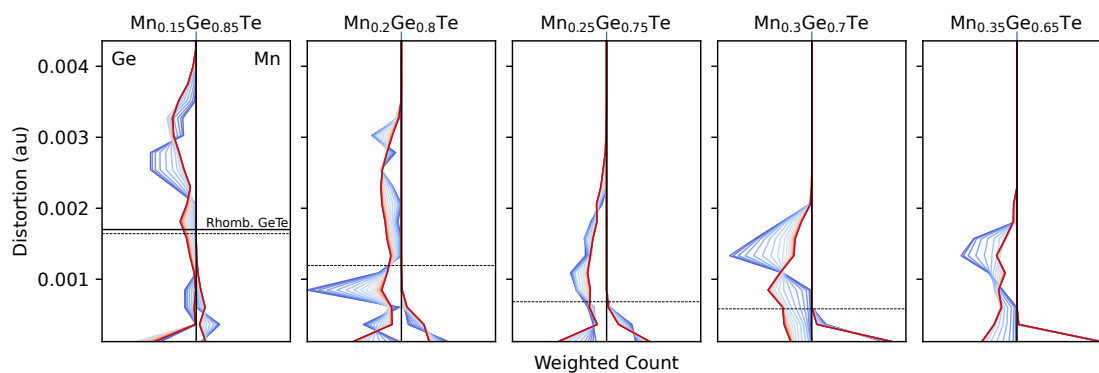 Mn0.15Ge0.85Te
Mn0.2Ge0.8Te
Mn0.25Ge0.75Te
Mn0.3Ge0.7Te
Mn0.35Ge0.65Te
Ge
Mn
0.004
0.003
0.002
0.001
Distortion (au)
Rhomb. GeTe
Weighted Count